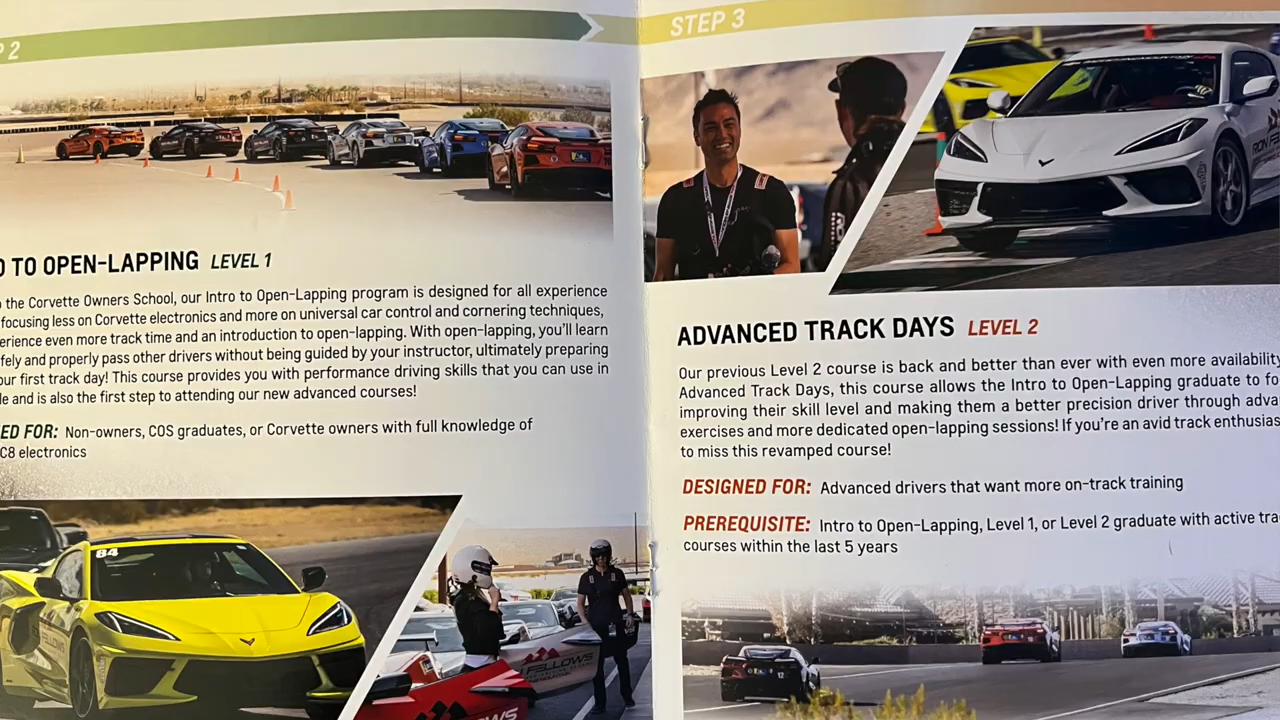 P 2
O TO OPEN-LAPPING LEVEL 1
the Corvette Owners School, our Intro to Open-Lapping program is designed for all experience
focusing less on Corvette electronics and more on universal car control and cornering techniques,
erience even more track time and an introduction to open-lapping. With open-lapping, you'll learn
fely and properly pass other drivers without being guided by your instructor, ultimately preparing
our first track day! This course provides you with performance driving skills that you can use in
le and is also the first step to attending our new advanced courses!
ED FOR: Non-owners, COS graduates, or Corvette owners with full knowledge of
C8 electronics
84
FELLOWS
FELLOWS
STEP 3
RON FELLOWS
ADVANCED TRACK DAYS LEVEL 2
Our previous Level 2 course is back and better than ever with even more availability
Advanced Track Days, this course allows the Intro to Open-Lapping graduate to fo
improving their skill level and making them a better precision driver through adva
exercises and more dedicated open-lapping sessions! If you're an avid track enthusias
to miss this revamped course!
DESIGNED FOR: Advanced drivers that want more on-track training
PREREQUISITE: Intro to Open-Lapping, Level 1, or Level 2 graduate with active tra
courses within the last 5 years
12